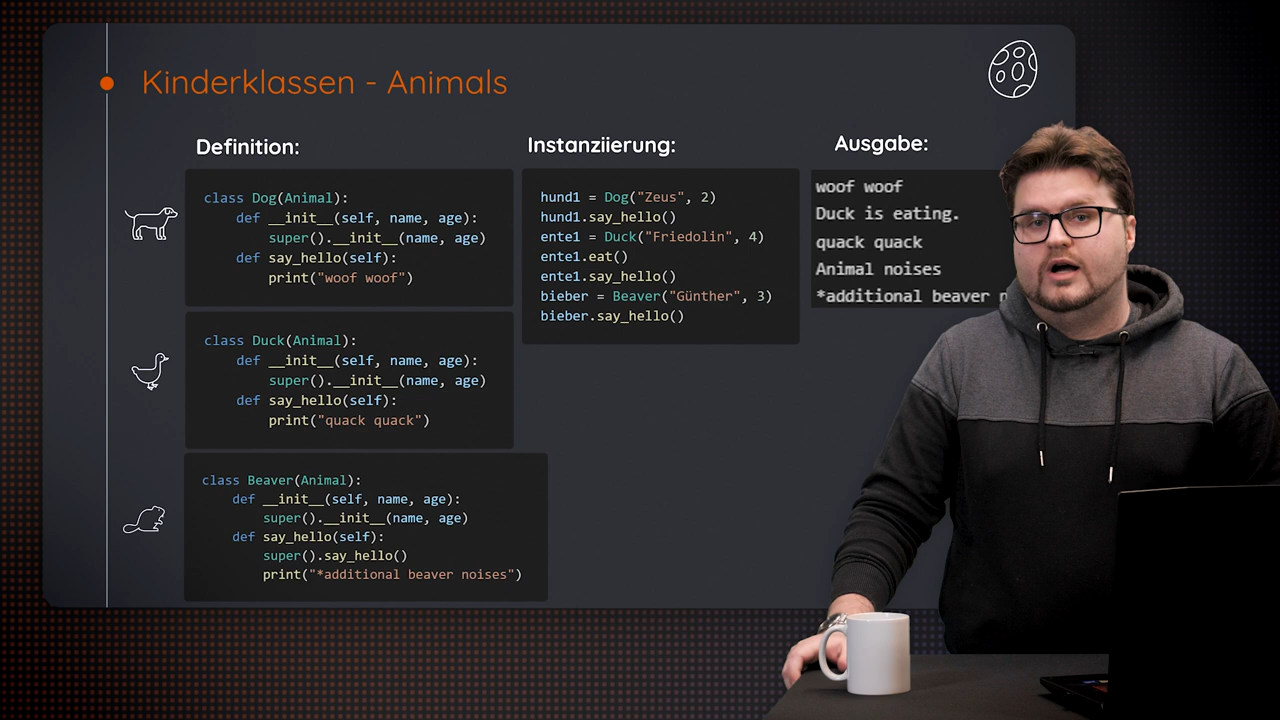 Kinderklassen - Animals
Definition:
class Dog(Animal):
def __init__(self, name, age):
super().__init__(name, age)
def say_hello(self):
print("woof woof")
class Duck(Animal):
def __init__(self, name, age):
super().__init__(name, age)
def say_hello(self):
print("quack quack")
class Beaver(Animal):
def __init__(self, name, age):
super().__init__(name, age)
def say_hello(self):
super().say_hello()
print("*additional beaver noises")
Instanziierung:
hund1 = Dog("Zeus", 2)
hund1.say_hello()
ente1 = Duck("Friedolin", 4)
ente1.eat()
ente1.say_hello()
bieber = Beaver("Günther", 3)
bieber.say_hello()
Ausgabe:
woof woof
Duck is eating.
quack quack
Animal noises
*additional beaver